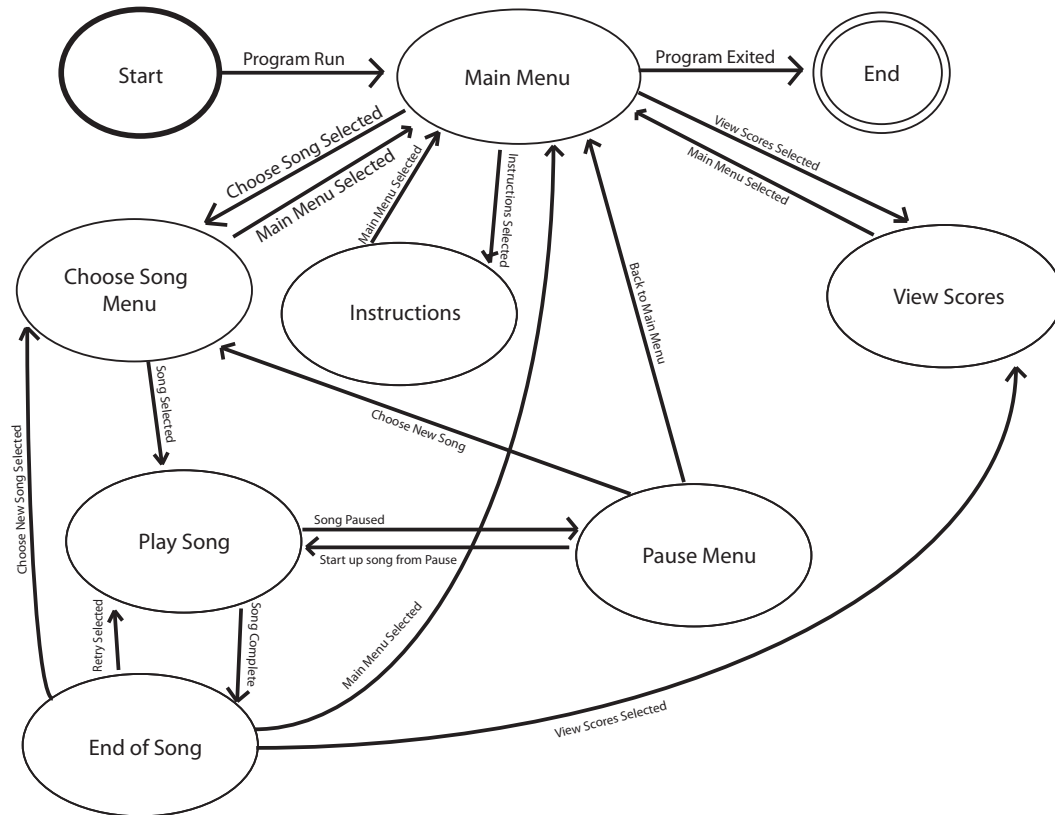 Start
Program Run
Main Menu
Program Exited
End
Choose Song Selected
Main Menu Selected
Main Menu Selected
Instructions Selected
View Scores Selected
Main Menu Selected
Choose Song
Menu
Instructions
Back to Main Menu
View Scores
Song Selected
Choose New Song
Choose New Song Selected
Play Song
Song Paused
Start up song from Pause
Pause Menu
Retry Selected
Song Complete
Main Menu Selected
End of Song
View Scores Selected